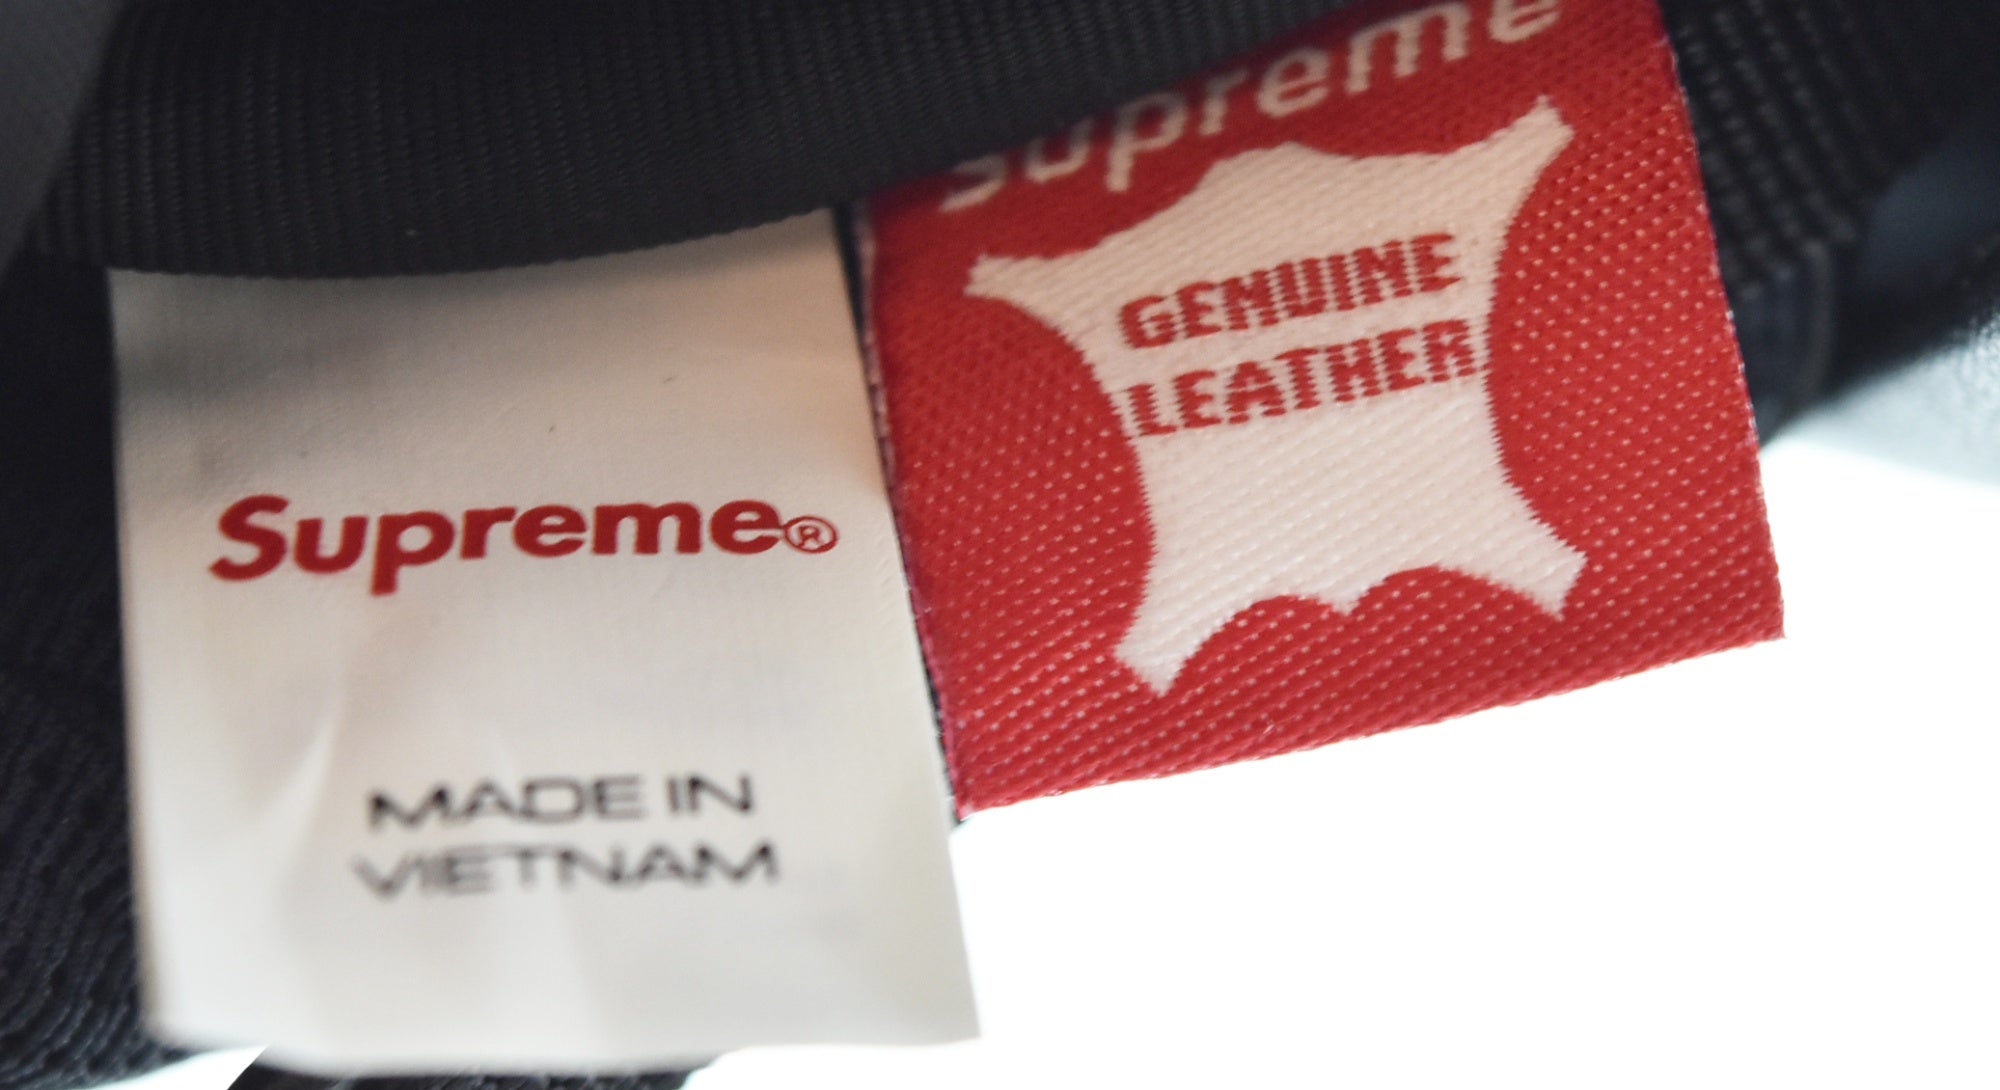 Supreme®
MADE IN
VIETNAM
Supreme
GENUINE
LEATHER